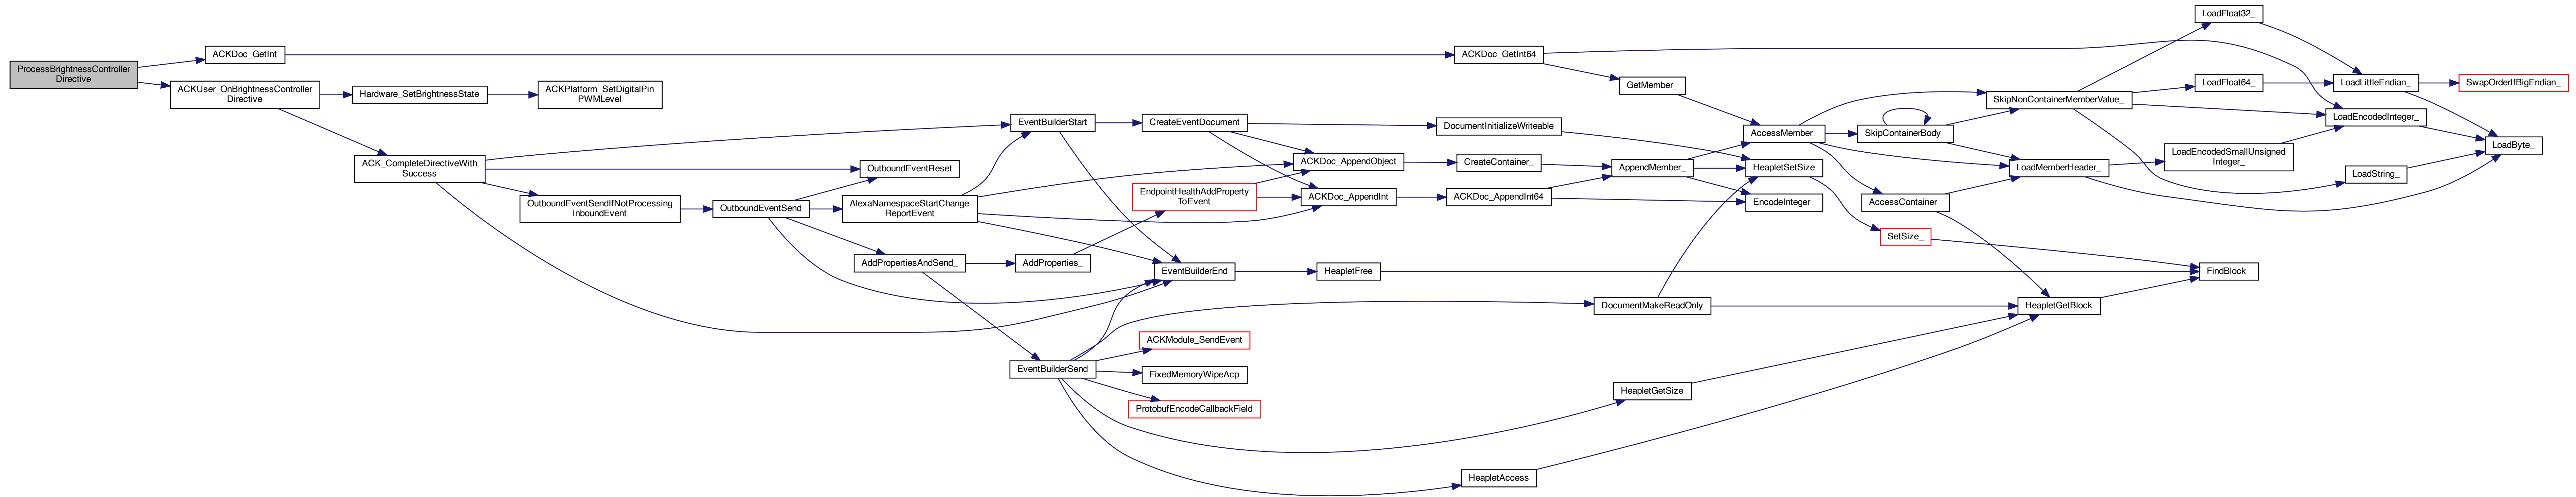 ProcessBrightnessController
Directive
ACKDoc_GetInt
ACKUser_OnBrightnessController
Directive
Hardware_SetBrightnessState
ACKPlatform_SetDigitalPin
PWMLevel
ACK_CompleteDirectiveWith
Success
OutboundEventSendIfNotProcessing
InboundEvent
OutboundEventSend
OutboundEventReset
AlexaNamespaceStartChange
ReportEvent
AddPropertiesAndSend_
AddProperties_
EventBuilderStart
EventBuilderSend
CreateEventDocument
EndpointHealthAddProperty
ToEvent
EventBuilderEnd
ACKModule_SendEvent
FixedMemoryWipeAcp
ProtobufEncodeCallbackField
ACKDoc_AppendObject
ACKDoc_AppendInt
HeapletFree
ACKDoc_GetInt64
DocumentInitializeWriteable
CreateContainer_
ACKDoc_AppendInt64
HeapletAccess
GetMember_
AppendMember_
DocumentMakeReadOnly
HeapletGetSize
AccessMember_
HeapletSetSize
EncodeInteger_
SkipContainerBody_
AccessContainer_
SetSize_
SkipNonContainerMemberValue_
LoadMemberHeader_
HeapletGetBlock
LoadFloat32_
LoadFloat64_
LoadEncodedSmallUnsigned
Integer_
FindBlock_
LoadLittleEndian_
LoadEncodedInteger_
LoadString_
SwapOrderIfBigEndian_
LoadByte_